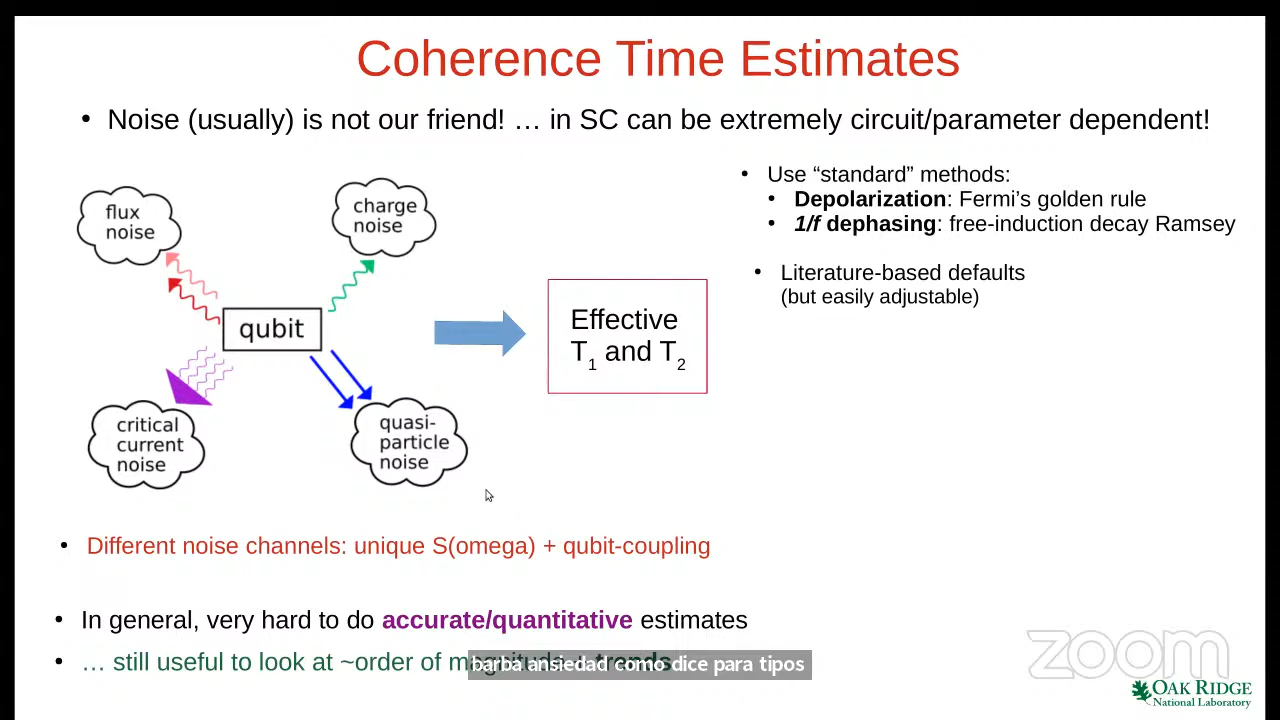 Coherence Time Estimates
• Noise (usually) is not our friend! … in SC can be extremely circuit/parameter dependent!
flux
noise
charge
noise
qubit
critical
current
noise
quasi-
particle
noise
Effective
T1 and T2
• Use “standard” methods:
• Depolarization: Fermi’s golden rule
• 1/f dephasing: free-induction decay Ramsey
• Literature-based defaults
(but easily adjustable)
• Different noise channels: unique S(omega) + qubit-coupling
• In general, very hard to do accurate/quantitative estimates
• … still useful to look at ~order of
barba ansiedad como dice para tipos
zoom
OAK RIDGE
National Laboratory